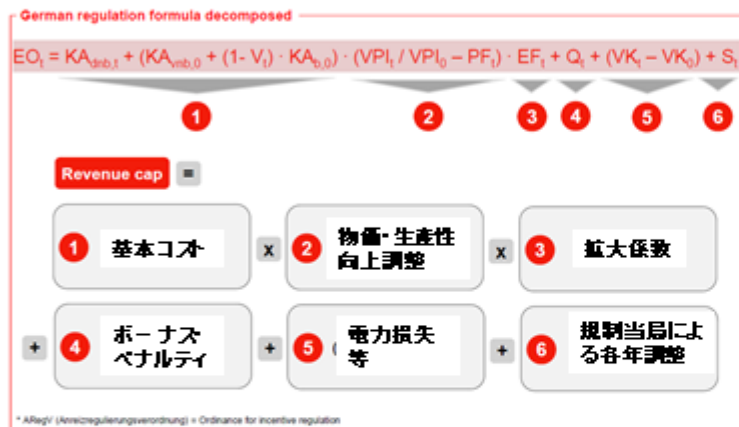 German regulation formula decomposed
EOₜ = KA_dnb,t + (KA_vnb,0 + (1- Vₜ) · KA_b,0) · (VPIₜ / VPI₀ – PFₜ) · EFₜ + Qₜ + (VKₜ – VK₀) + Sₜ
1 2 3 4 5 6
Revenue cap =
1 基本コスト x 2 物価・生産性
向上調整 x 3 拡大係数
+ 4 ボーナス
ペナルティ + 5 ( 電力損失
等 + 6 規制当局によ
る各年調整
* ARegV (Anreizregulierungsverordnung) = Ordinance for incentive regulation